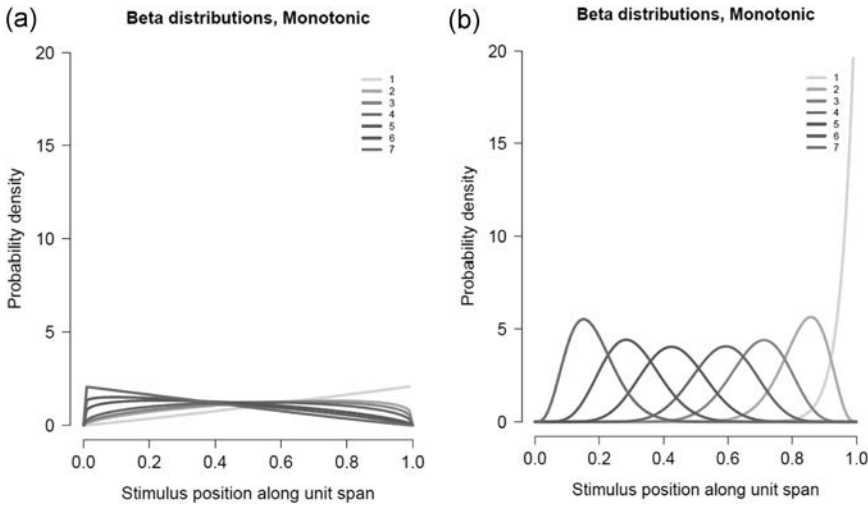 (a)
Beta distributions, Monotonic
20
15
10
5
0
Probability density
1
2
3
4
5
6
7
0.0 0.2 0.4 0.6 0.8 1.0
Stimulus position along unit span
(b)
Beta distributions, Monotonic
20
15
10
5
0
Probability density
1
2
3
4
5
6
7
0.0 0.2 0.4 0.6 0.8 1.0
Stimulus position along unit span